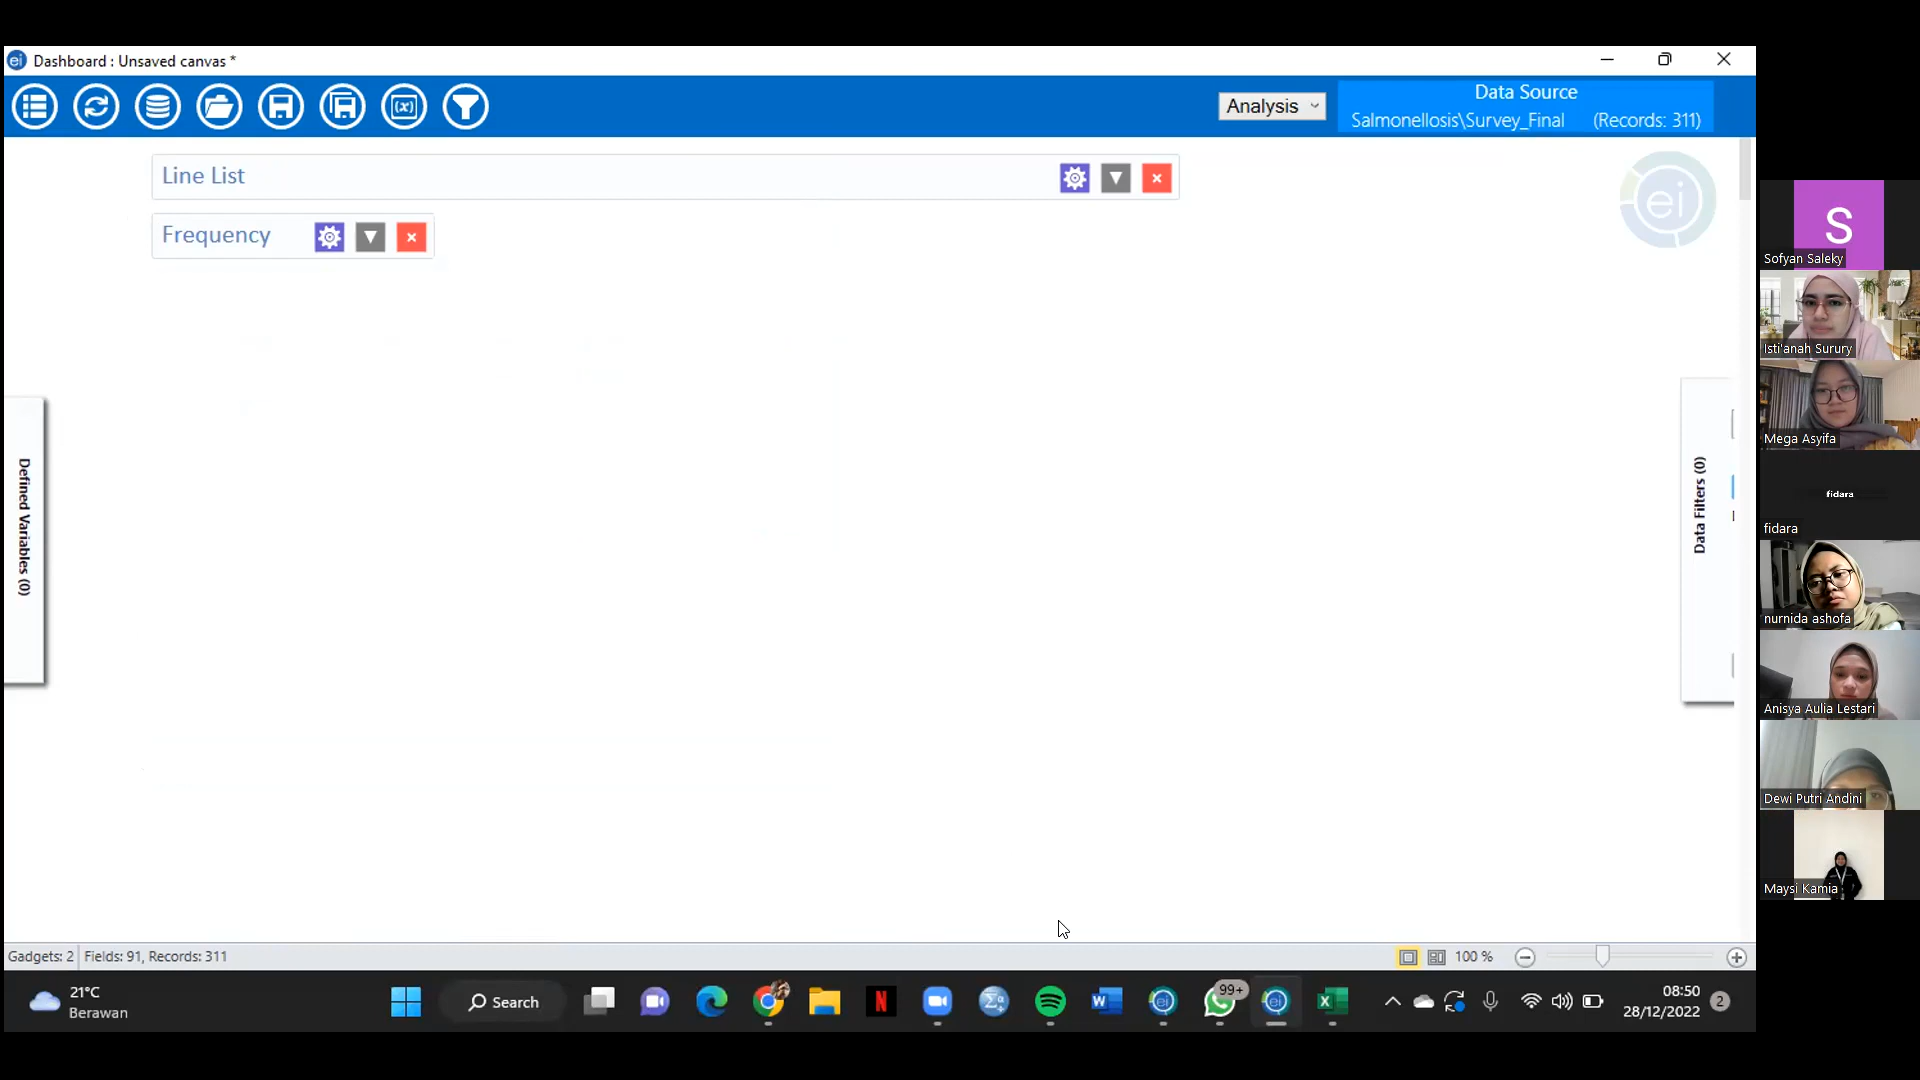 ei Dashboard : Unsaved canvas *
Analysis
Data Source
Salmonellosis\Survey_Final (Records: 311)
Line List
ei
Frequency
Defined Variables (0)
Data Filters (0)
Gadgets: 2 Fields: 91, Records: 311
100 %
21°C
Berawan
Search
99+
08:50
28/12/2022
2
S
Sofyan Saleky
Isti'anah Surury
Mega Asyifa
fidara
fidara
nurnida ashofa
Anisya Aulia Lestari
Dewi Putri Andini
Maysi Kamia